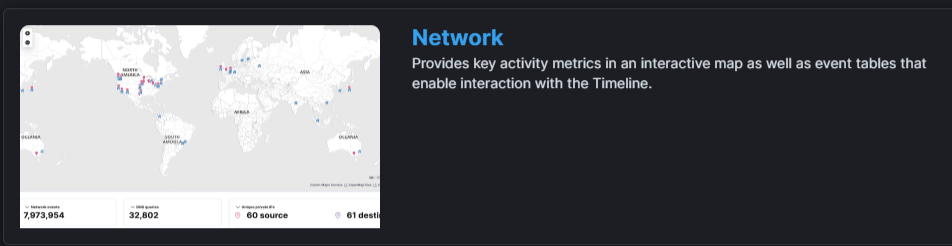 Network
Provides key activity metrics in an interactive map as well as event tables that
enable interaction with the Timeline.
NORTH
AMERICA
ASIA
AFRICA
SOUTH
AMERICA
OCEANIA
OCEANIA
Network events
7,973,954
DNS queries
32,802
Unique private IPs
60 source
61 desti